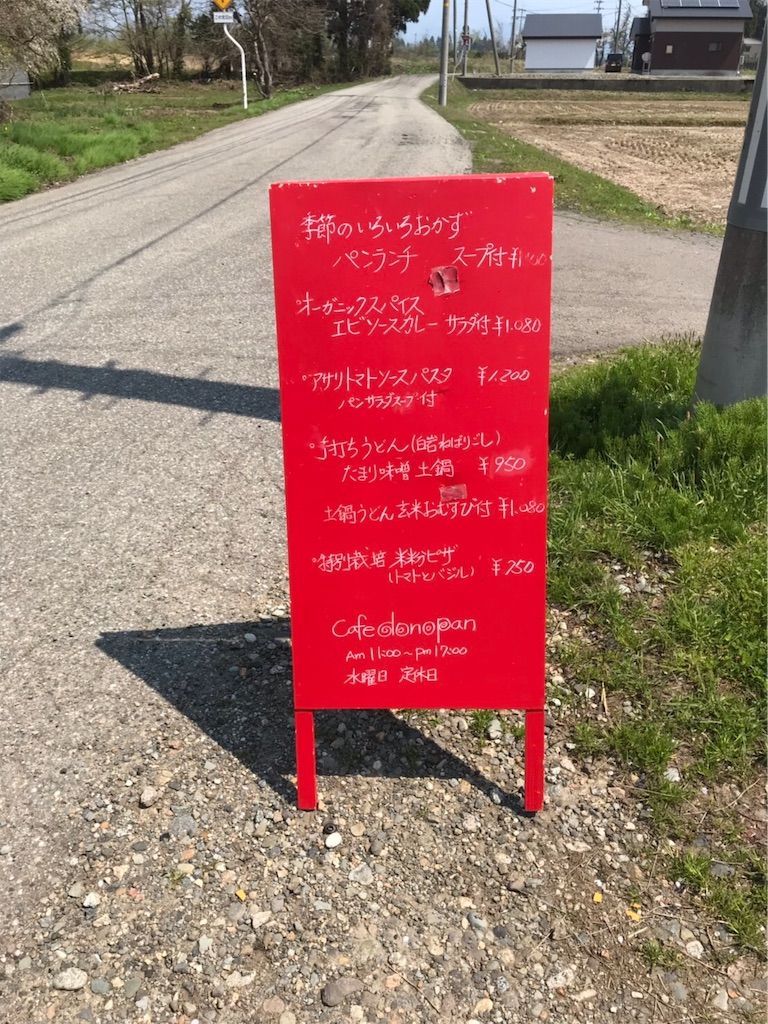 季節のいろいろおかず
パンランチ スープ付
°オーガニックスパイス
エビソースカレー サラダ付 ¥1.080
°アサリトマトソースパスタ ¥1.200
パンサラダスープ付
°手打ちうどん(白岩ねばりごし)
たまり味噌 土鍋 ¥950
土鍋うどん 玄米おむすび付 ¥1.080
°特別栽培 米粉ピザ
(トマトとバジル) ¥750
Cafe donopan
Am 11:00～pm 17:00
水曜日 定休日